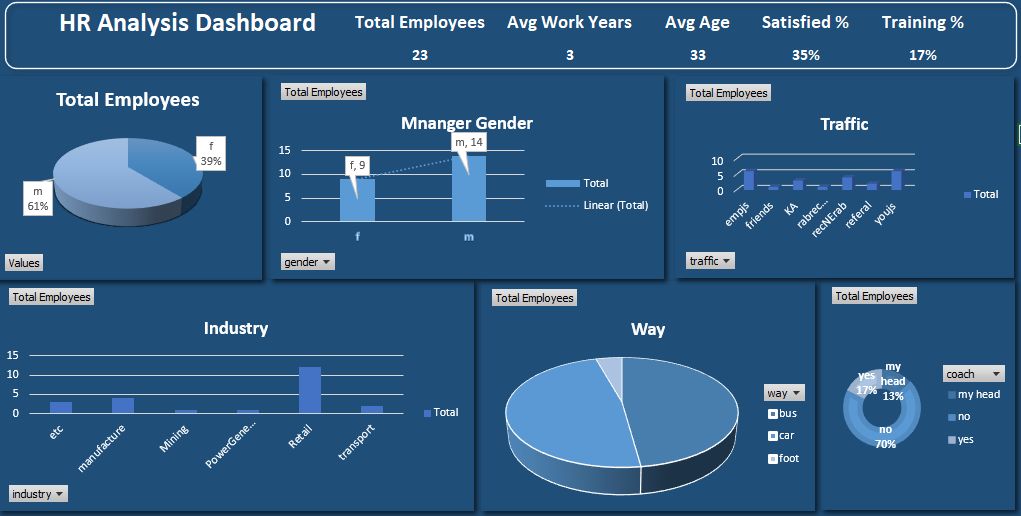 HR Analysis Dashboard
Total Employees Avg Work Years Avg Age Satisfied % Training %
23 3 33 35% 17%
Total Employees
f
39%
m
61%
Values
Total Employees
Mnanger Gender
m, 14
f, 9
15
10
5
0
f m
Total
Linear (Total)
gender
Total Employees
Traffic
10
5
0
empjs friends KA rabrec... recNErab referal youjs
Total
traffic
Total Employees
Industry
15
10
5
0
etc manufacture Mining PowerGene... Retail transport
Total
industry
Total Employees
Way
way
bus
car
foot
Total Employees
yes
17%
my
head
13%
no
70%
coach
my head
no
yes